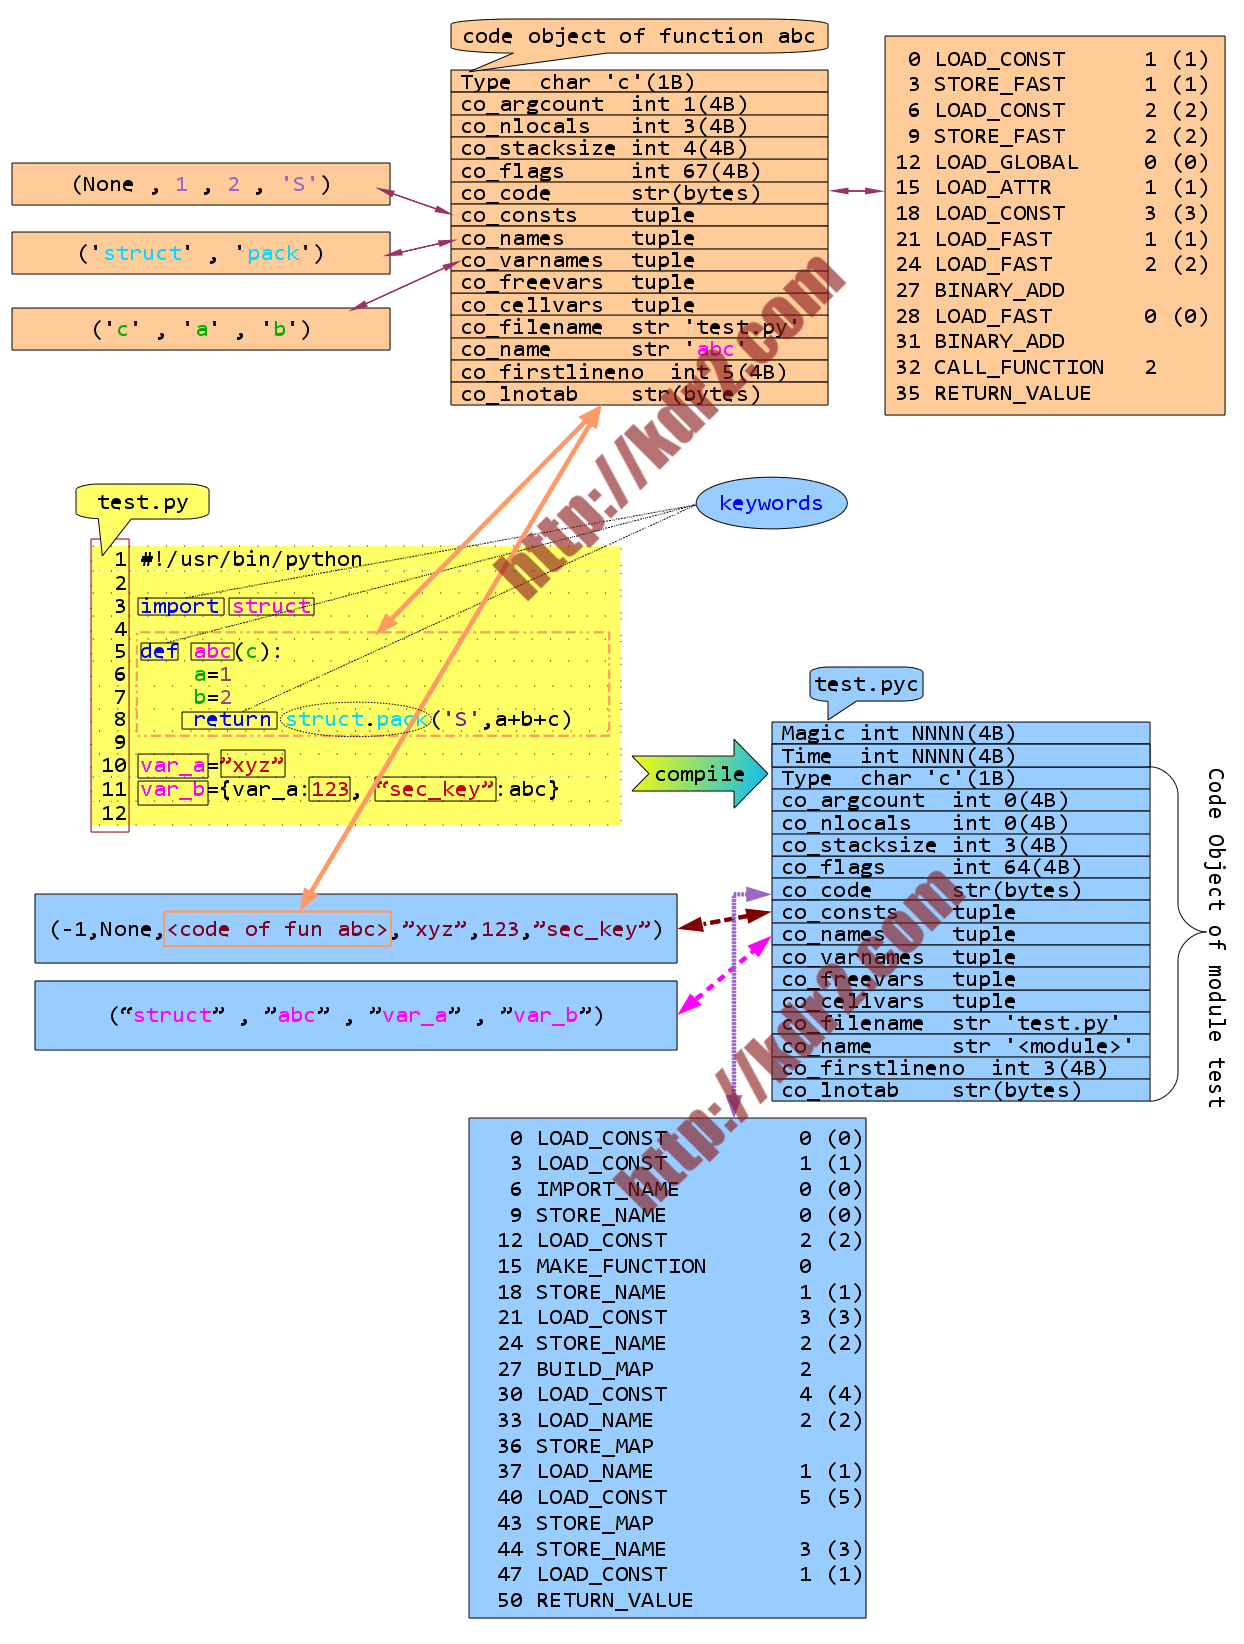 code object of function abc
Type  char 'c'(1B)
co_argcount  int 1(4B)
co_nlocals   int 3(4B)
co_stacksize int 4(4B)
co_flags     int 67(4B)
co_code      str(bytes)
co_consts    tuple
co_names     tuple
co_varnames  tuple
co_freevars  tuple
co_cellvars  tuple
co_filename  str 'test.py'
co_name      str 'abc'
co_firstlineno  int 5(4B)
co_lnotab    str(bytes)
0 LOAD_CONST      1 (1)
3 STORE_FAST      1 (1)
6 LOAD_CONST      2 (2)
9 STORE_FAST      2 (2)
12 LOAD_GLOBAL     0 (0)
15 LOAD_ATTR       1 (1)
18 LOAD_CONST      3 (3)
21 LOAD_FAST       1 (1)
24 LOAD_FAST       2 (2)
27 BINARY_ADD
28 LOAD_FAST       0 (0)
31 BINARY_ADD
32 CALL_FUNCTION   2
35 RETURN_VALUE
(None , 1 , 2 , 'S')
('struct' , 'pack')
('c' , 'a' , 'b')
http://kdr2.com
keywords
test.py
1 #!/usr/bin/python
2
3 import struct
4
5 def abc(c):
6     a=1
7     b=2
8     return struct.pack('S',a+b+c)
9
10 var_a=”xyz”
11 var_b={var_a:123, “sec_key”:abc}
12
compile
test.pyc
Magic int NNNN(4B)
Time  int NNNN(4B)
Type  char 'c'(1B)
co_argcount  int 0(4B)
co_nlocals   int 0(4B)
co_stacksize int 3(4B)
co_flags     int 64(4B)
co_code      str(bytes)
co_consts    tuple
co_names     tuple
co_varnames  tuple
co_freevars  tuple
co_cellvars  tuple
co_filename  str 'test.py'
co_name      str '<module>'
co_firstlineno  int 3(4B)
co_lnotab    str(bytes)
Code Object of module test
(-1,None,<code of fun abc>,”xyz”,123,”sec_key”)
(“struct” , ”abc” , ”var_a” , ”var_b”)
http://kdr2.com
0 LOAD_CONST          0 (0)
3 LOAD_CONST          1 (1)
6 IMPORT_NAME         0 (0)
9 STORE_NAME          0 (0)
12 LOAD_CONST          2 (2)
15 MAKE_FUNCTION       0
18 STORE_NAME          1 (1)
21 LOAD_CONST          3 (3)
24 STORE_NAME          2 (2)
27 BUILD_MAP           2
30 LOAD_CONST          4 (4)
33 LOAD_NAME           2 (2)
36 STORE_MAP
37 LOAD_NAME           1 (1)
40 LOAD_CONST          5 (5)
43 STORE_MAP
44 STORE_NAME          3 (3)
47 LOAD_CONST          1 (1)
50 RETURN_VALUE